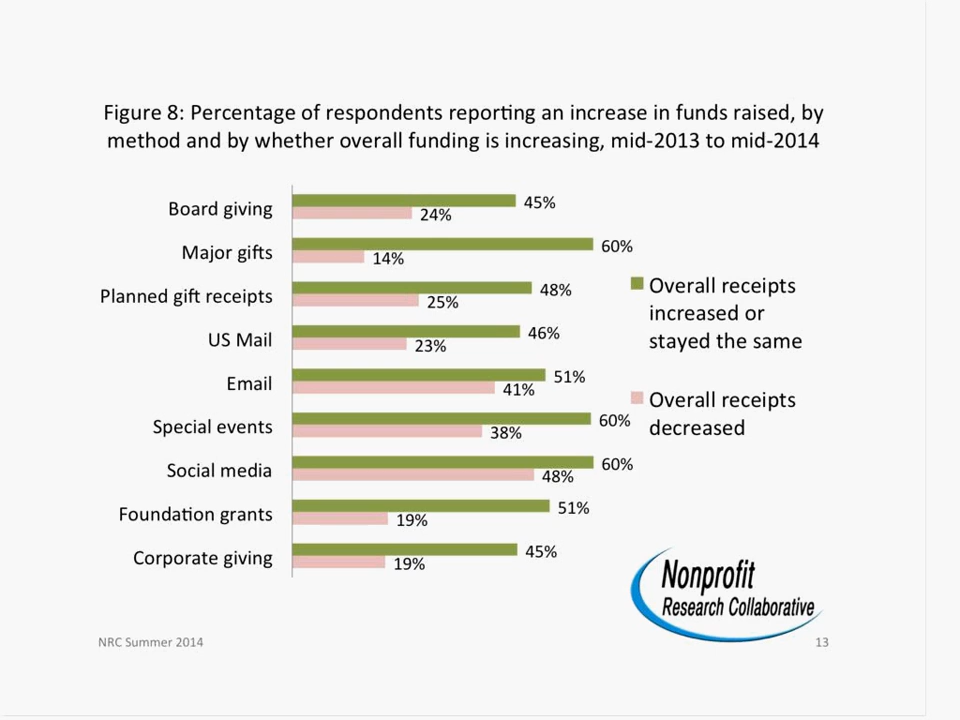 Figure 8: Percentage of respondents reporting an increase in funds raised, by
method and by whether overall funding is increasing, mid-2013 to mid-2014
Board giving
45%
24%
Major gifts
60%
14%
Planned gift receipts
48%
25%
US Mail
46%
23%
Email
51%
41%
Special events
60%
38%
Social media
60%
48%
Foundation grants
51%
19%
Corporate giving
45%
19%
Overall receipts
increased or
stayed the same
Overall receipts
decreased
Nonprofit
Research Collaborative
NRC Summer 2014
13